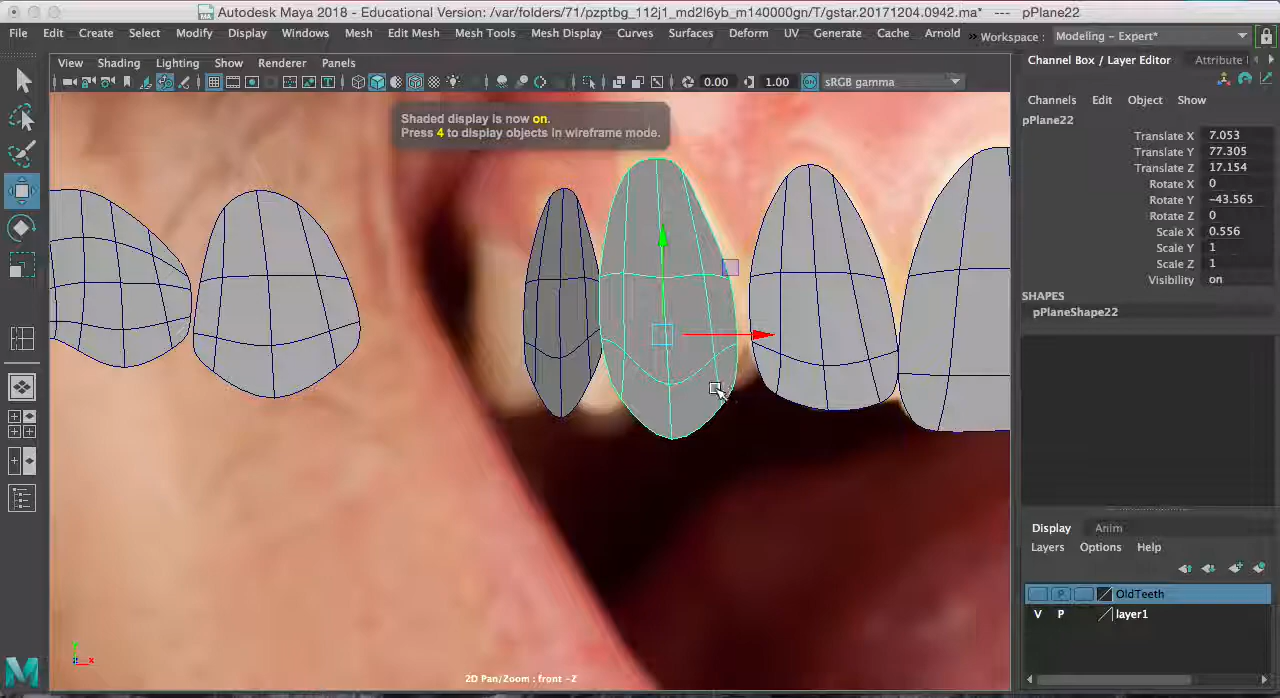 Autodesk Maya 2018 - Educational Version: /var/folders/71/pzptbg_112j1_md2l6yb_m140000gn/T/gstar.20171204.0942.ma* --- pPlane22
File Edit Create Select Modify Display Windows Mesh Edit Mesh Mesh Tools Mesh Display Curves Surfaces Deform UV Generate Cache Arnold » Workspace : Modeling - Expert*
View Shading Lighting Show Renderer Panels
0.00 1.00 ON sRGB gamma
Shaded display is now on.
Press 4 to display objects in wireframe mode.
2D Pan/Zoom : front -Z
Y
Z X
Channel Box / Layer Editor Attribute
Channels Edit Object Show
pPlane22
Translate X 7.053
Translate Y 77.305
Translate Z 17.154
Rotate X 0
Rotate Y -43.565
Rotate Z 0
Scale X 0.556
Scale Y 1
Scale Z 1
Visibility on
SHAPES
pPlaneShape22
Display Anim
Layers Options Help
P OldTeeth
V P layer1
M